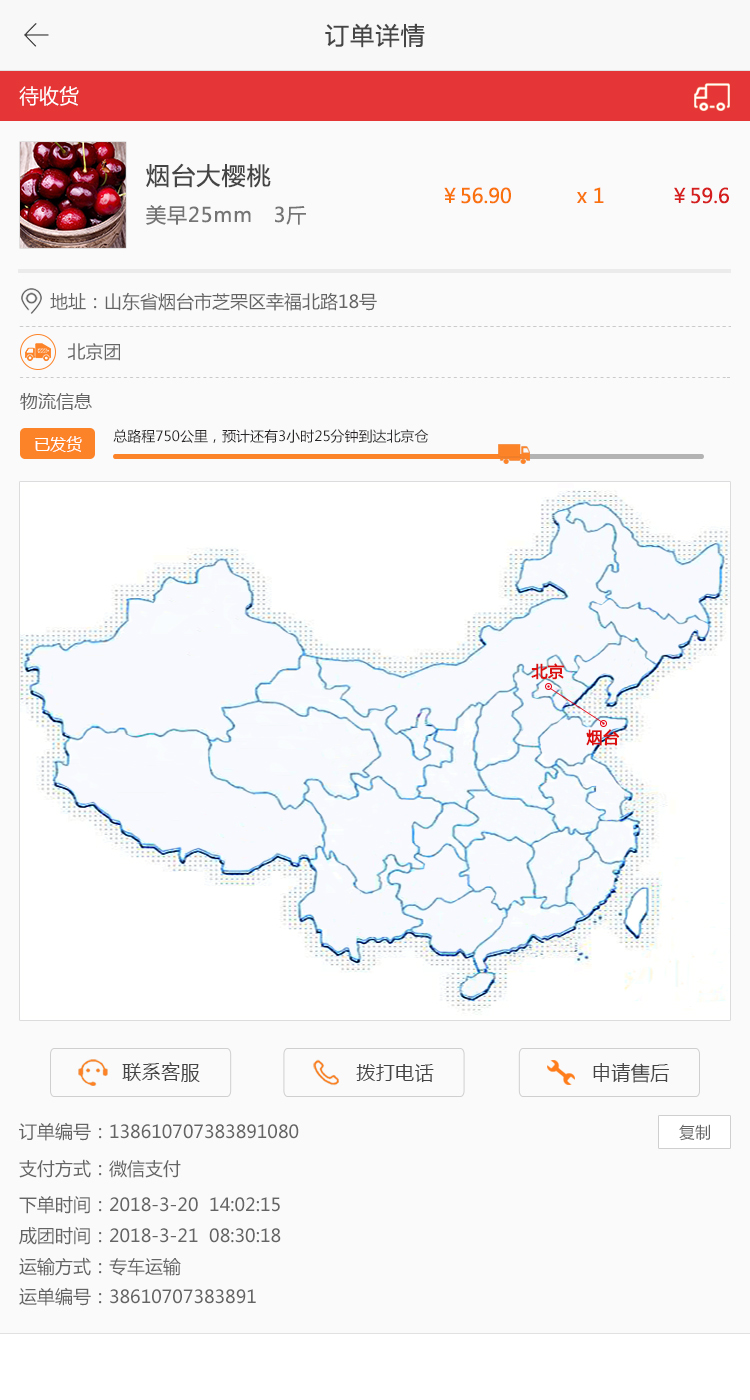 订单详情
待收货
烟台大樱桃
美早25mm 3斤
¥ 56.90 x 1 ¥ 59.6
地址：山东省烟台市芝罘区幸福北路18号
北京团
物流信息
已发货
总路程750公里，预计还有3小时25分钟到达北京仓
北京
烟台
联系客服 拨打电话 申请售后
订单编号：138610707383891080 复制
支付方式：微信支付
下单时间：2018-3-20 14:02:15
成团时间：2018-3-21 08:30:18
运输方式：专车运输
运单编号：38610707383891